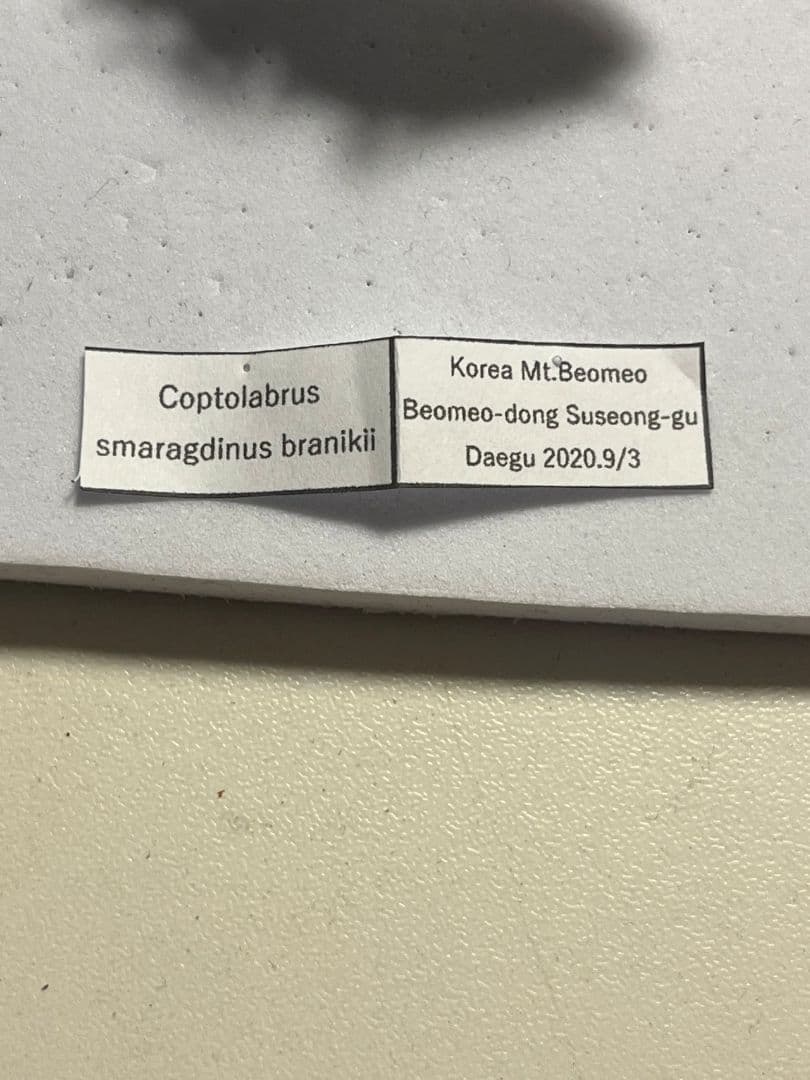 Coptolabrus
smaragdinus branikii
Korea Mt.Beomeo
Beomeo-dong Suseong-gu
Daegu 2020.9/3